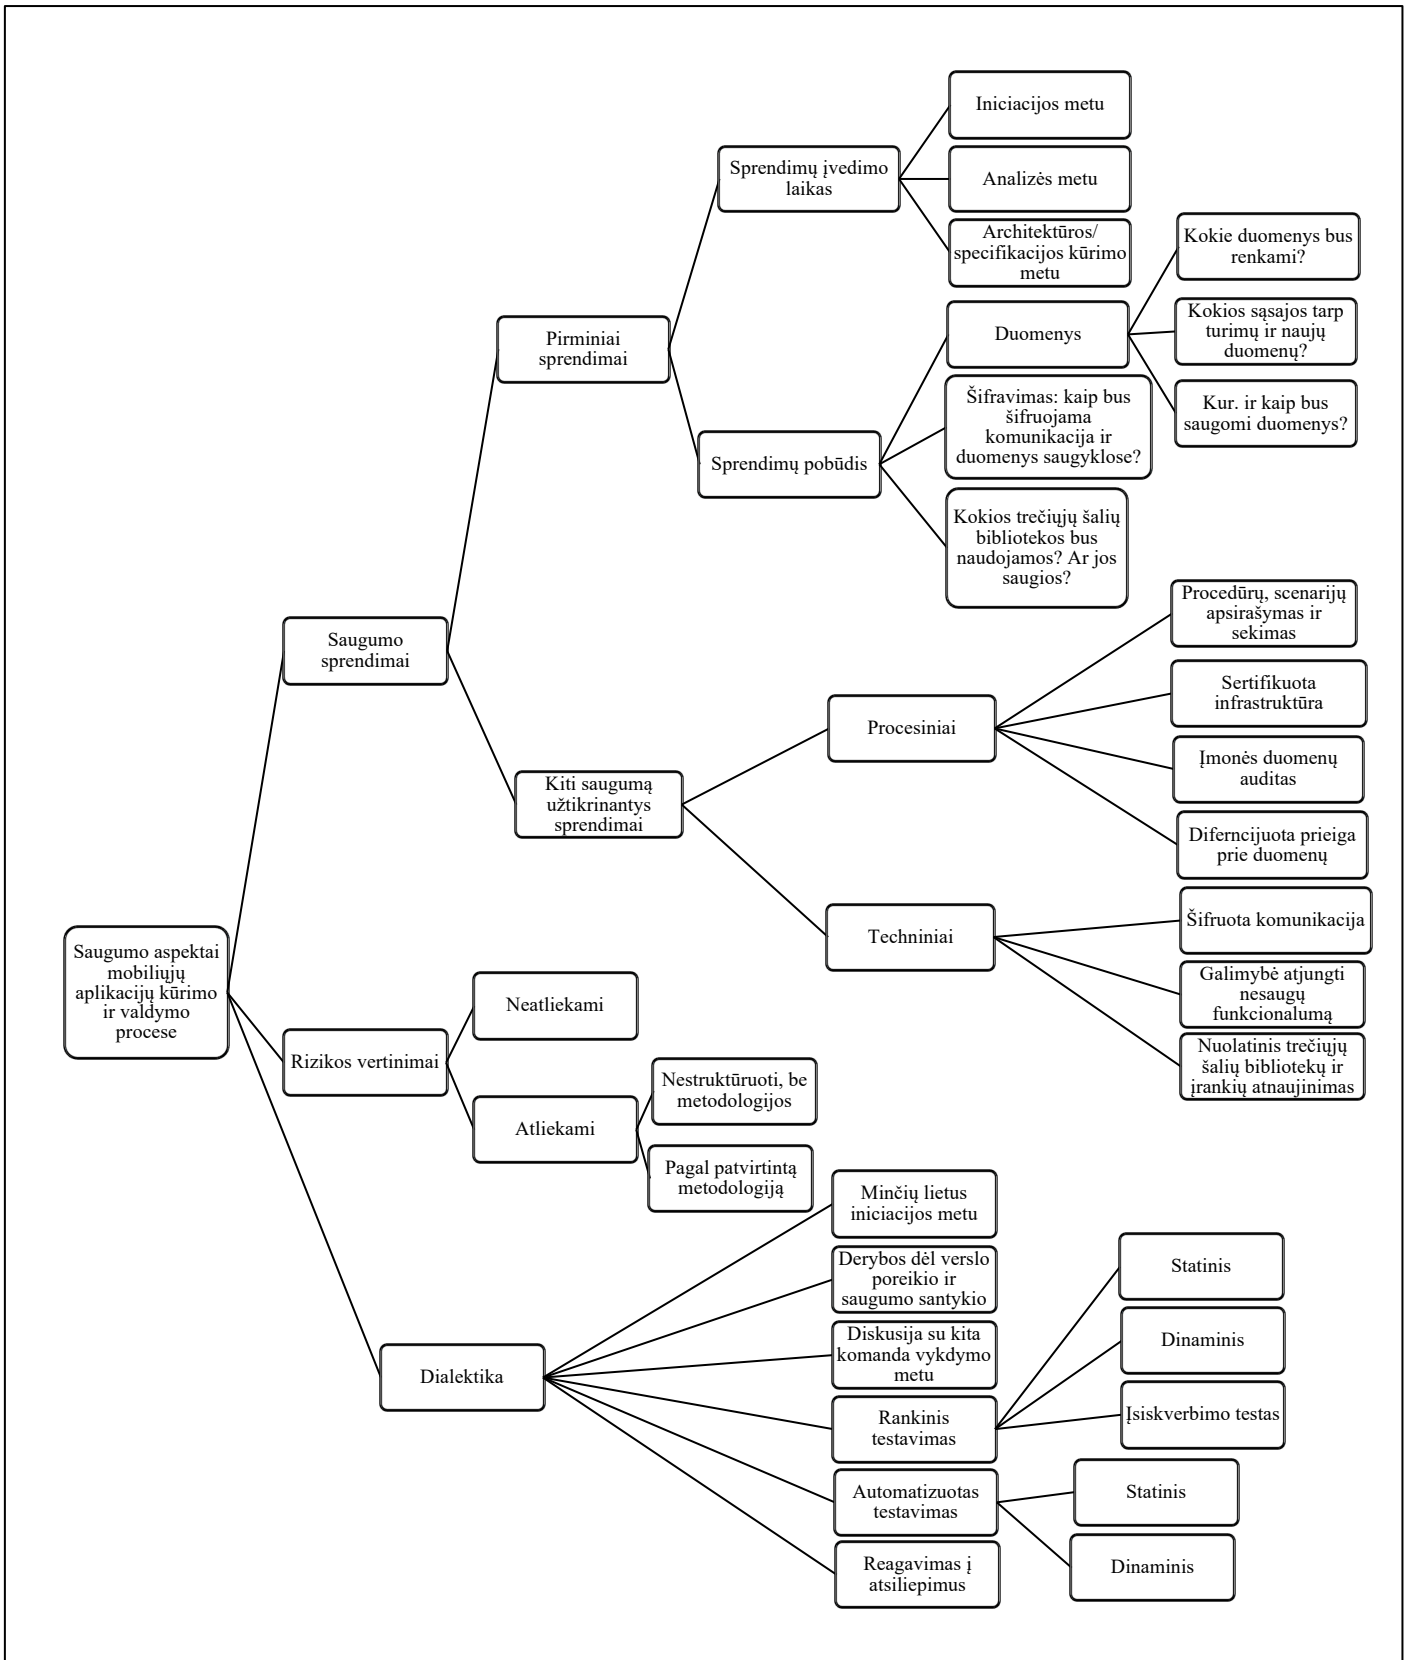 Iniciacijos metu
Sprendimų įvedimo
laikas
Analizės metu
Architektūros/
specifikacijos kūrimo
metu
Kokie duomenys bus
renkami?
Pirminiai
sprendimai
Duomenys
Kokios sąsajos tarp
turimų ir naujų
duomenų?
Šifravimas: kaip bus
šifruojama
komunikacija ir
duomenys saugyklose?
Kur. ir kaip bus
saugomi duomenys?
Sprendimų pobūdis
Kokios trečiųjų šalių
bibliotekos bus
naudojamos? Ar jos
saugios?
Procedūrų, scenarijų
apsirašymas ir
sekimas
Saugumo
sprendimai
Sertifikuota
infrastruktūra
Procesiniai
Įmonės duomenų
auditas
Kiti saugumą
užtikrinantys
sprendimai
Diferncijuota prieiga
prie duomenų
Šifruota komunikacija
Techniniai
Saugumo aspektai
mobiliųjų
aplikacijų kūrimo
ir valdymo
procese
Galimybė atjungti
nesaugų
funkcionalumą
Neatliekami
Nuolatinis trečiųjų
šalių bibliotekų ir
įrankių atnaujinimas
Rizikos vertinimai
Nestruktūruoti, be
metodologijos
Atliekami
Pagal patvirtintą
metodologiją
Minčių lietus
iniciacijos metu
Derybos dėl verslo
poreikio ir
saugumo santykio
Statinis
Diskusija su kita
komanda vykdymo
metu
Dinaminis
Dialektika
Rankinis
testavimas
Įsiskverbimo testas
Automatizuotas
testavimas
Statinis
Reagavimas į
atsiliepimus
Dinaminis